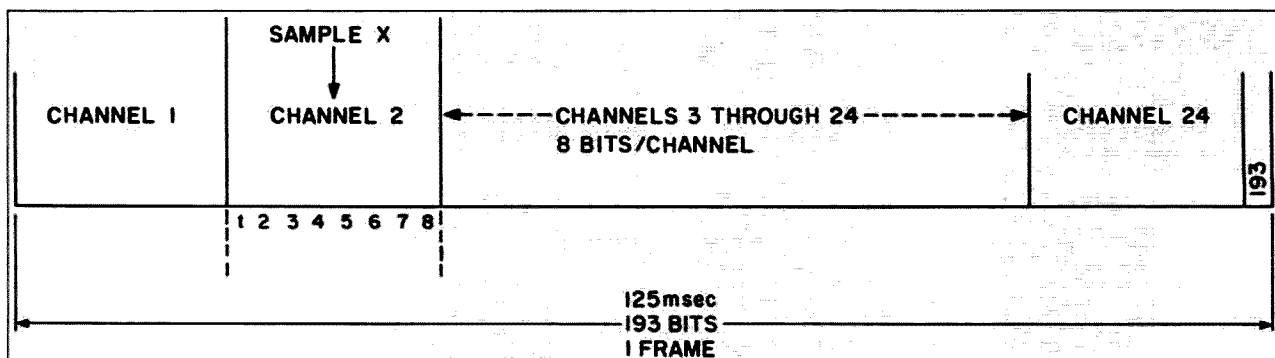 SAMPLE X
CHANNEL 1
CHANNEL 2
CHANNELS 3 THROUGH 24
8 BITS/CHANNEL
CHANNEL 24
193
1 2 3 4 5 6 7 8
125msec
193 BITS
1 FRAME